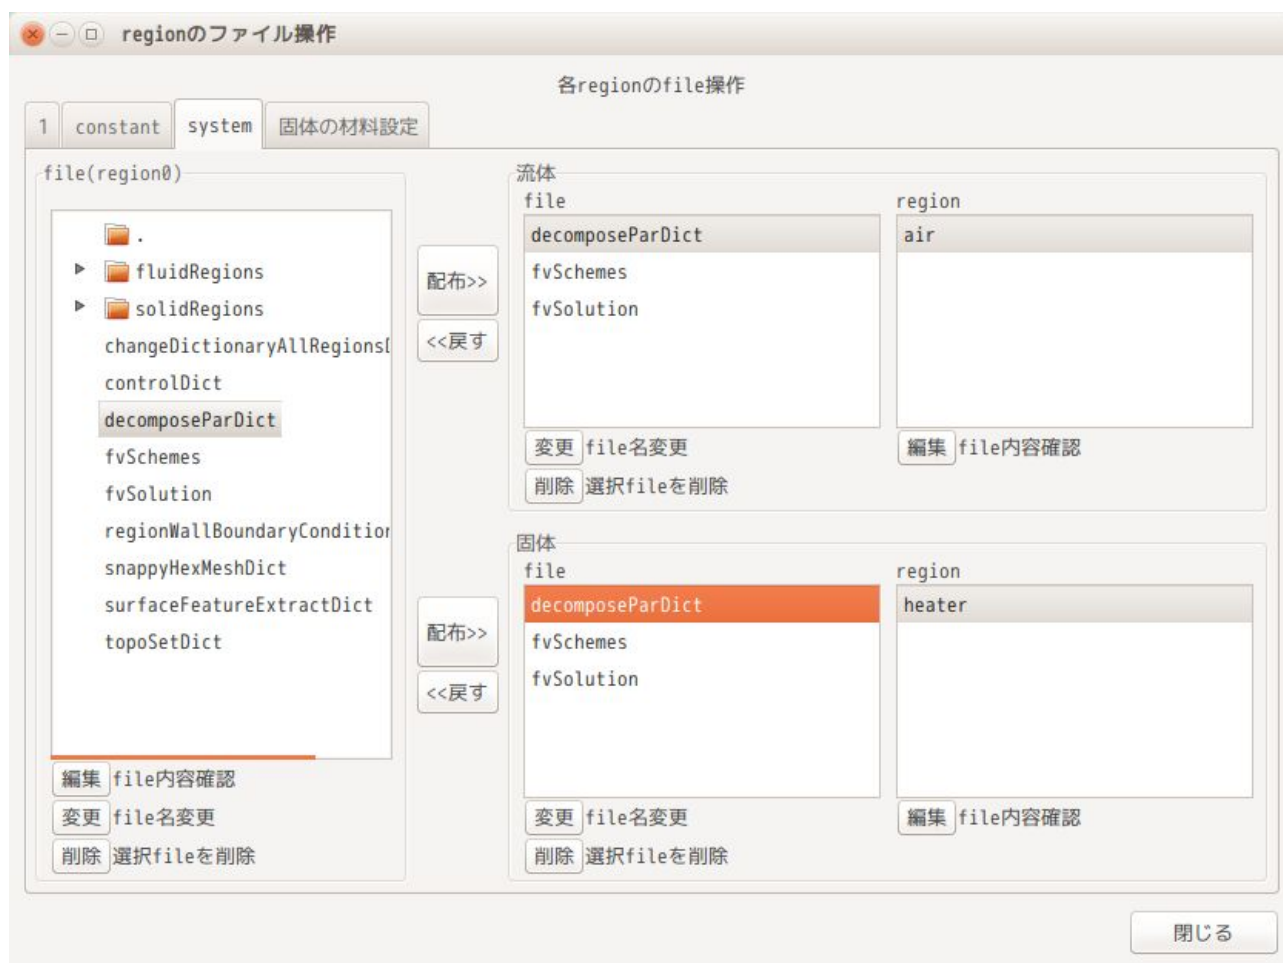 regionのファイル操作
各regionのfile操作
1 constant system 固体の材料設定
file(region0)
.
fluidRegions
solidRegions
changeDictionaryAllRegions
controlDict
decomposeParDict
fvSchemes
fvSolution
regionWallBoundaryCondition
snappyHexMeshDict
surfaceFeatureExtractDict
topoSetDict
編集 file内容確認
変更 file名変更
削除 選択fileを削除
配布>>
<<戻す
配布>>
<<戻す
流体
file region
decomposeParDict air
fvSchemes
fvSolution
変更 file名変更 編集 file内容確認
削除 選択fileを削除
固体
file region
decomposeParDict heater
fvSchemes
fvSolution
変更 file名変更 編集 file内容確認
削除 選択fileを削除
閉じる